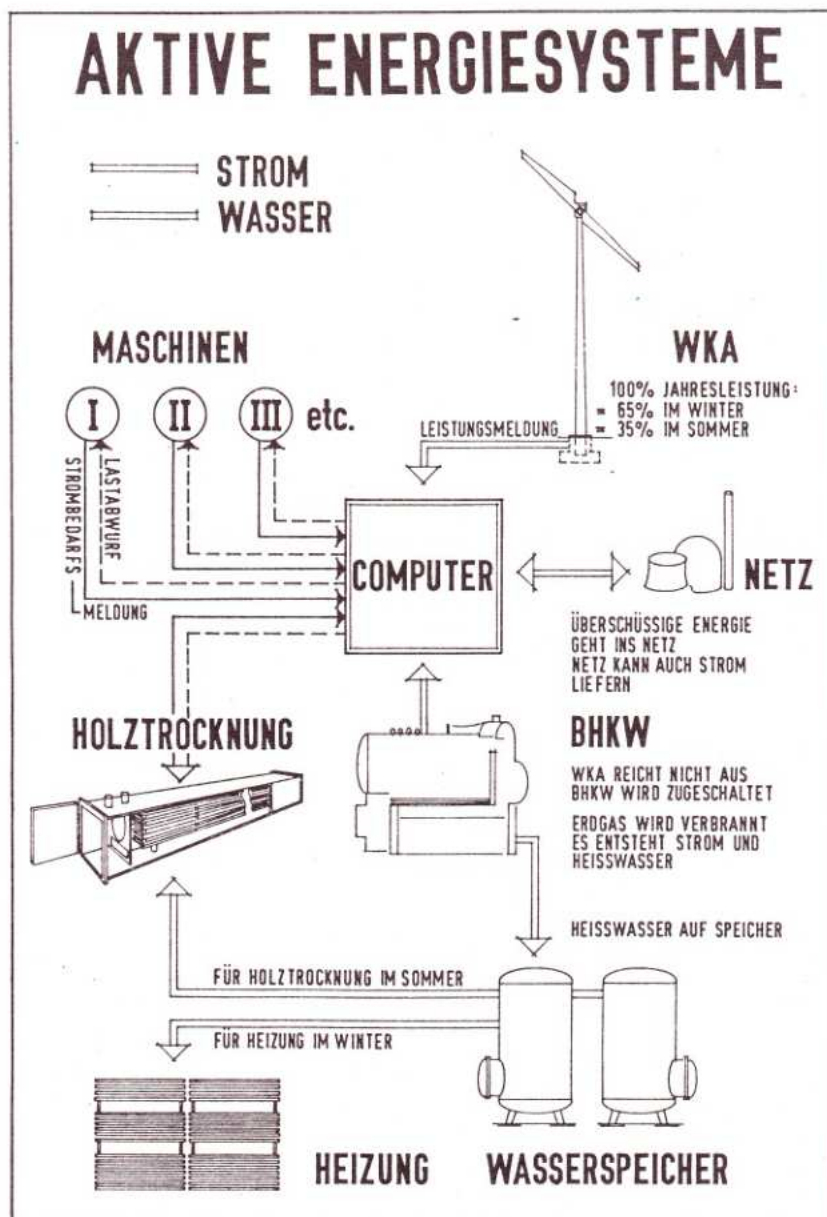 AKTIVE ENERGIESYSTEME
STROM
WASSER
MASCHINEN
I II III etc.
STROMBEDARFS
MELDUNG
LASTABWURF
LEISTUNGSMELDUNG
WKA
100% JAHRESLEISTUNG:
= 65% IM WINTER
= 35% IM SOMMER
COMPUTER
NETZ
ÜBERSCHÜSSIGE ENERGIE
GEHT INS NETZ
NETZ KANN AUCH STROM
LIEFERN
HOLZTROCKNUNG
BHKW
WKA REICHT NICHT AUS
BHKW WIRD ZUGESCHALTET
ERDGAS WIRD VERBRANNT
ES ENTSTEHT STROM UND
HEISSWASSER
HEISSWASSER AUF SPEICHER
FÜR HOLZTROCKNUNG IM SOMMER
FÜR HEIZUNG IM WINTER
HEIZUNG
WASSERSPEICHER